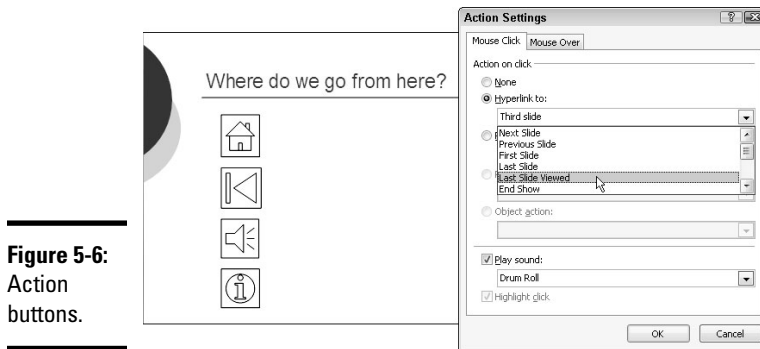 Action Settings
Mouse Click Mouse Over
Action on click
None
Hyperlink to:
Third slide
Next Slide
Previous Slide
First Slide
Last Slide
Last Slide Viewed
End Show
Object action:
Play sound:
Drum Roll
Highlight click
OK Cancel
Where do we go from here?
Figure 5-6:
Action
buttons.